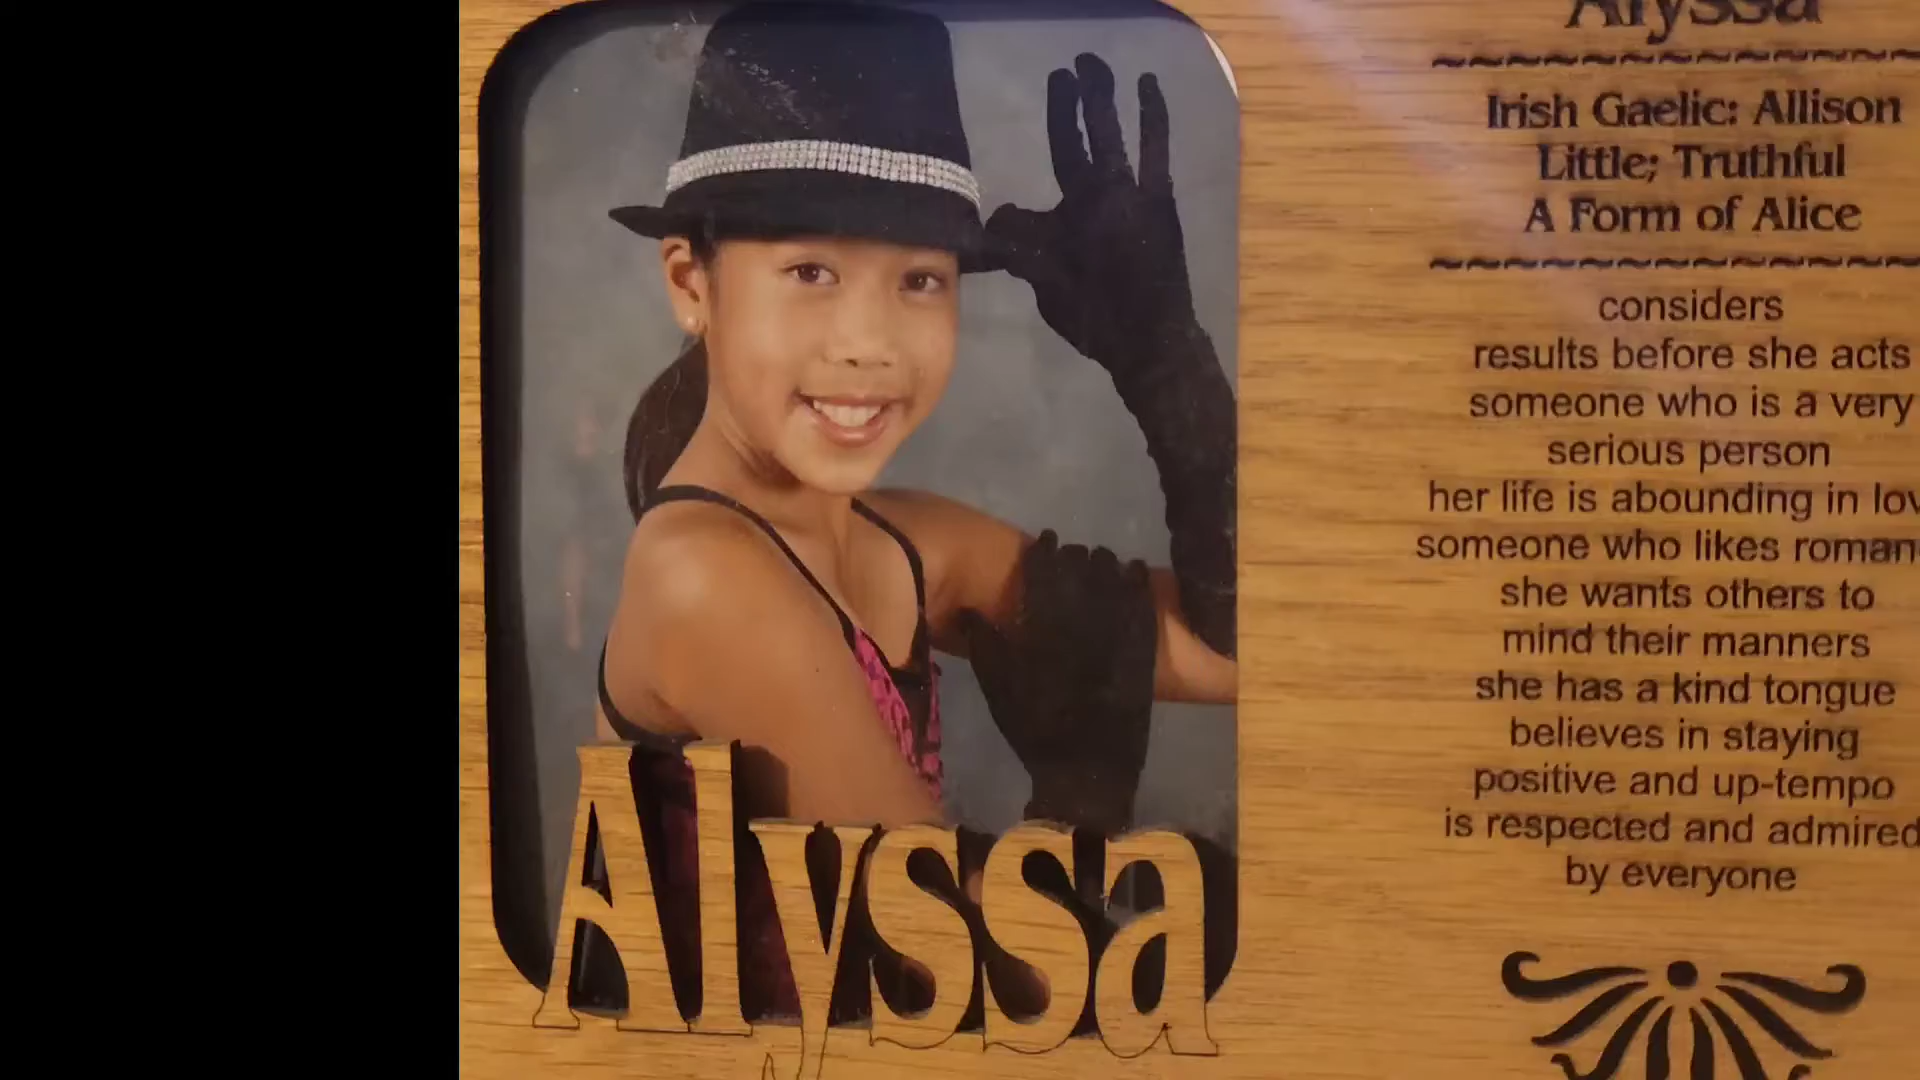 Alyssa
Irish Gaelic: Allison
Little; Truthful
A Form of Alice
considers
results before she acts
someone who is a very
serious person
her life is abounding in
someone who likes
she wants others to
mind their manners
she has a kind tongue
believes in staying
positive and up-tempo
is respected and admired
by everyone
Alyssa